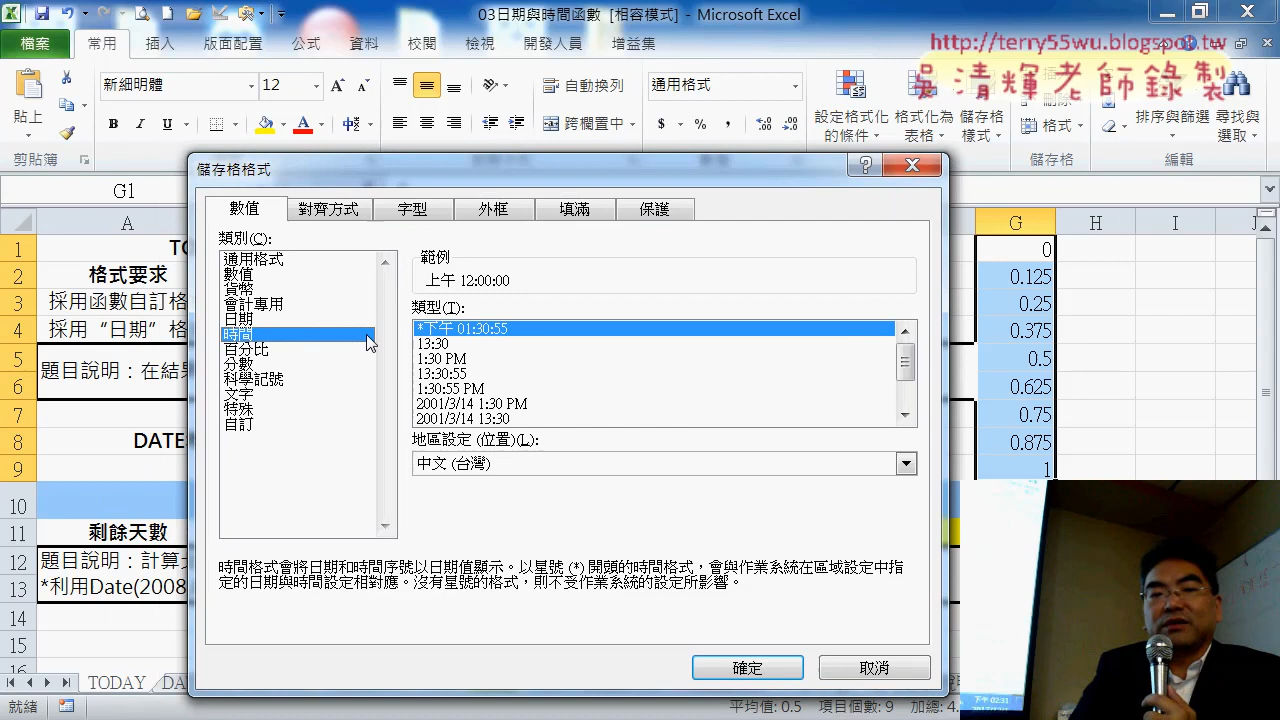 03日期與時間函數 [相容模式] - Microsoft Excel
檔案 常用 插入 版面配置 公式 資料 校閱 檢視 開發人員 增益集
http://terry55wu.blogspot.tw
吳清輝老師錄製
貼上
新細明體 12
B I U
自動換列
跨欄置中
通用格式
$ % ,
設定格式化的條件
格式化為表格
儲存格樣式
刪除
格式
排序與篩選
尋找與選取
剪貼簿 儲存格 編輯
G1
A G H I J
1 TO 0
2 格式要求 0.125
3 採用函數自訂格 0.25
4 採用“日期”格 0.375
5 題目說明：在結果 0.5
6 0.625
7 0.75
8 DATE 0.875
9 1
10
11 剩餘天數
12 題目說明：計算
13 *利用Date(2008
14
15
16
儲存格格式
數值 對齊方式 字型 外框 填滿 保護
類別(C):
通用格式
數值
貨幣
會計專用
日期
時間
百分比
分數
科學記號
文字
特殊
自訂
範例
上午 12:00:00
類型(T):
*下午 01:30:55
13:30
1:30 PM
13:30:55
1:30:55 PM
2001/3/14 1:30 PM
2001/3/14 13:30
地區設定 (位置)(L):
中文 (台灣)
時間格式會將日期和時間序號以日期值顯示。以星號 (*) 開頭的時間格式，會與作業系統在區域設定中指
定的日期與時間設定相對應。沒有星號的格式，則不受作業系統的設定所影響。
確定 取消
TODAY DA
就緒 平均值: 0.5 項目個數: 9 加總: 4.
下午 02:31